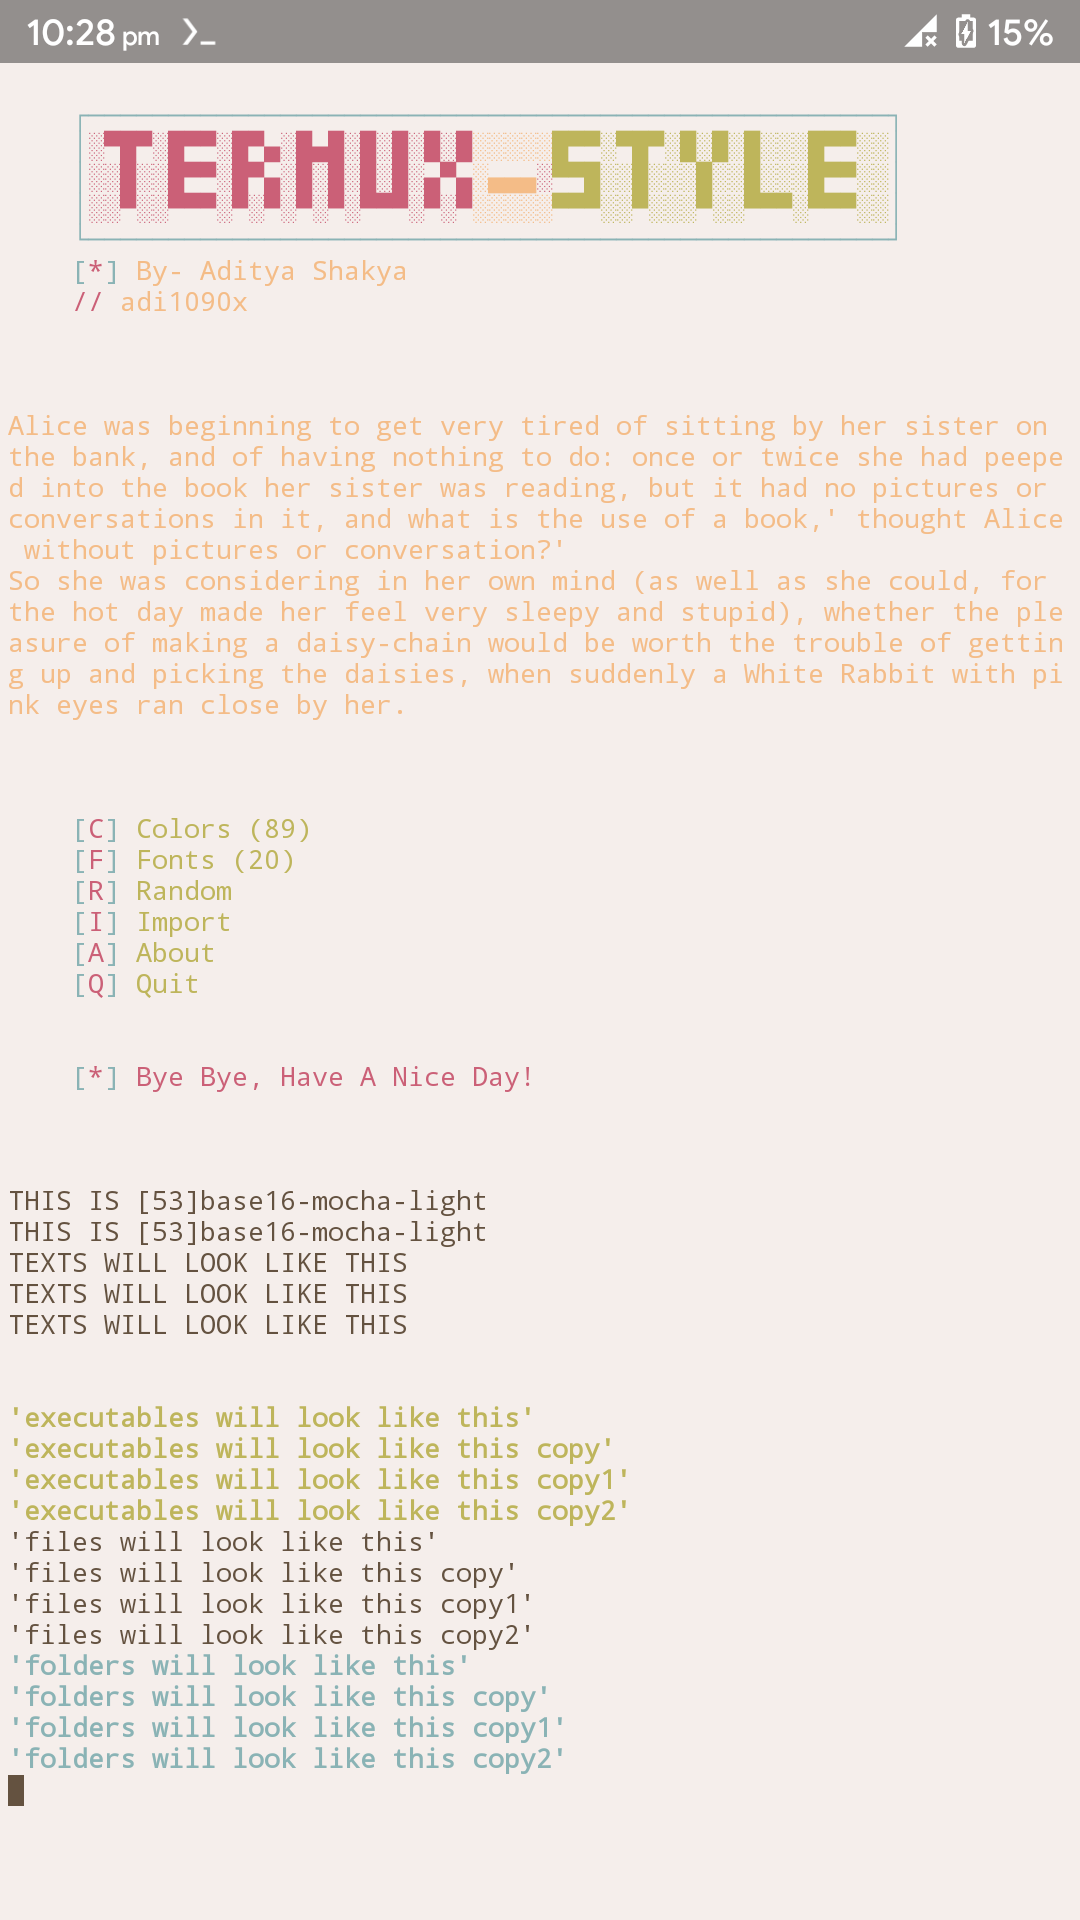 10:28 pm 15%
TERMUX-STYLE
[*] By- Aditya Shakya
// adi1090x
Alice was beginning to get very tired of sitting by her sister on
the bank, and of having nothing to do: once or twice she had peepe
d into the book her sister was reading, but it had no pictures or
conversations in it, and what is the use of a book,' thought Alice
without pictures or conversation?'
So she was considering in her own mind (as well as she could, for
the hot day made her feel very sleepy and stupid), whether the ple
asure of making a daisy-chain would be worth the trouble of gettin
g up and picking the daisies, when suddenly a White Rabbit with pi
nk eyes ran close by her.
[C] Colors (89)
[F] Fonts (20)
[R] Random
[I] Import
[A] About
[Q] Quit
[*] Bye Bye, Have A Nice Day!
THIS IS [53]base16-mocha-light
THIS IS [53]base16-mocha-light
TEXTS WILL LOOK LIKE THIS
TEXTS WILL LOOK LIKE THIS
TEXTS WILL LOOK LIKE THIS
'executables will look like this'
'executables will look like this copy'
'executables will look like this copy1'
'executables will look like this copy2'
'files will look like this'
'files will look like this copy'
'files will look like this copy1'
'files will look like this copy2'
'folders will look like this'
'folders will look like this copy'
'folders will look like this copy1'
'folders will look like this copy2'